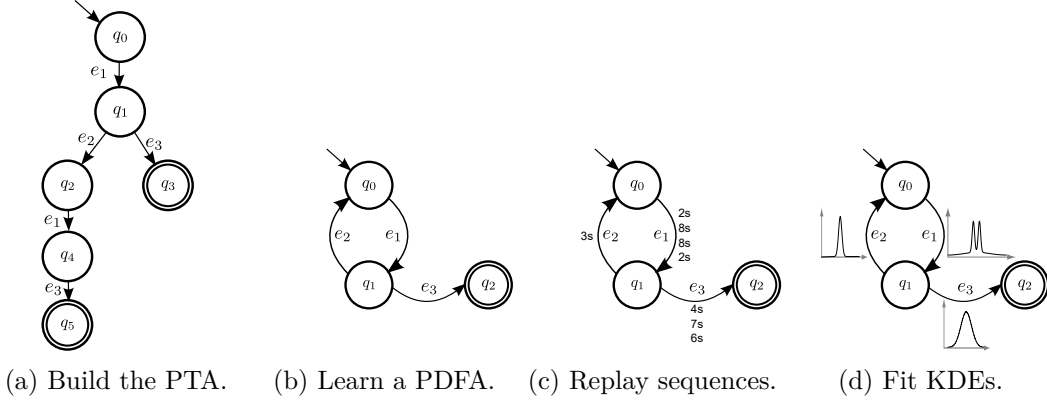 q0
e1
q1
e2
e3
q2
q3
e1
q4
e3
q5
q0
e2
e1
q1
e3
q2
q0
3s
e2
e1
2s
8s
8s
2s
q1
e3
q2
4s
7s
6s
q0
e2
e1
q1
e3
q2
(a) Build the PTA.
(b) Learn a PDFA.
(c) Replay sequences.
(d) Fit KDEs.